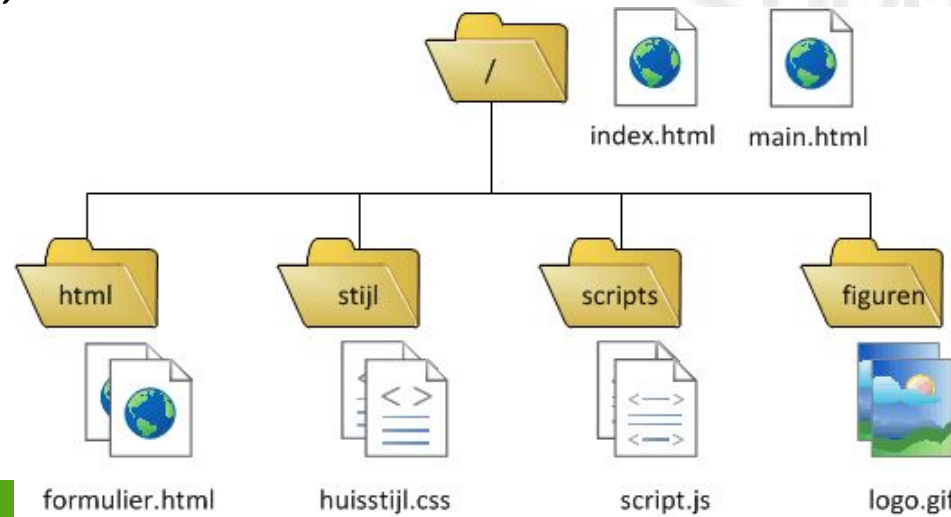 /
index.html
main.html
html
stijl
scripts
figuren
formulier.html
huisstijl.css
script.js
logo.gif